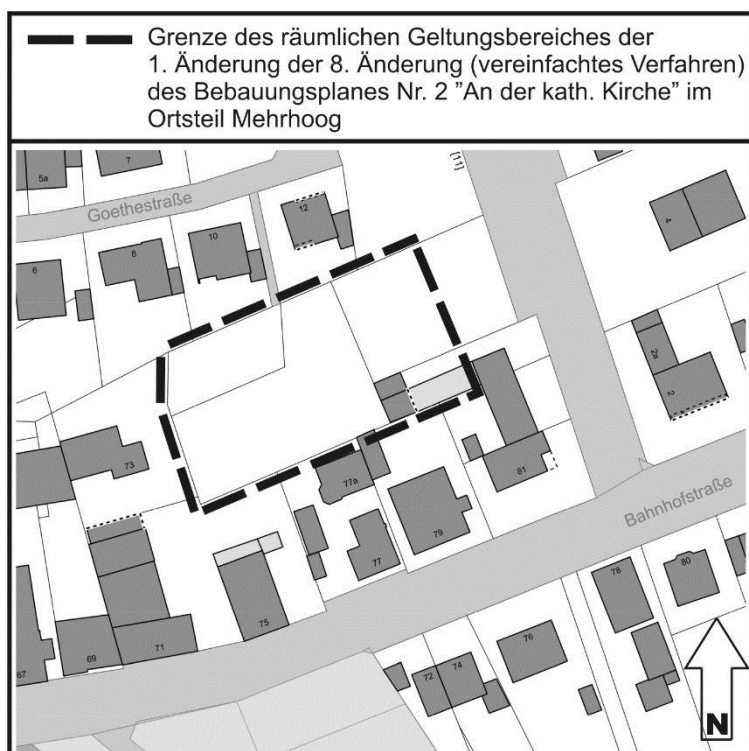 Grenze des räumlichen Geltungsbereiches der
1. Änderung der 8. Änderung (vereinfachtes Verfahren)
des Bebauungsplanes Nr. 2 "An der kath. Kirche" im
Ortsteil Mehrhoog
5a
7
[11]
Goethestraße
12
4
10
8
6
2a
2
73
77a
81
Bahnhofstraße
79
77
78
80
75
76
67
69
71
72
74
N